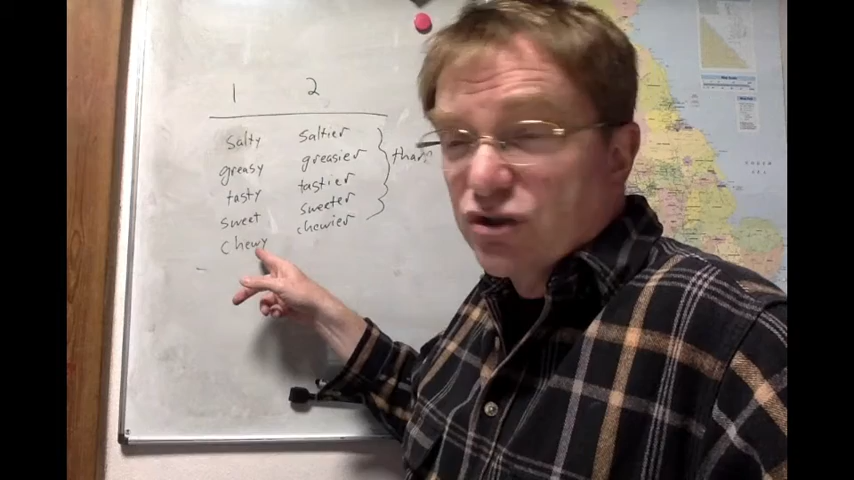 1 2
salty saltier
greasy greasier than
tasty tastier
sweet sweeter
chewy chewier